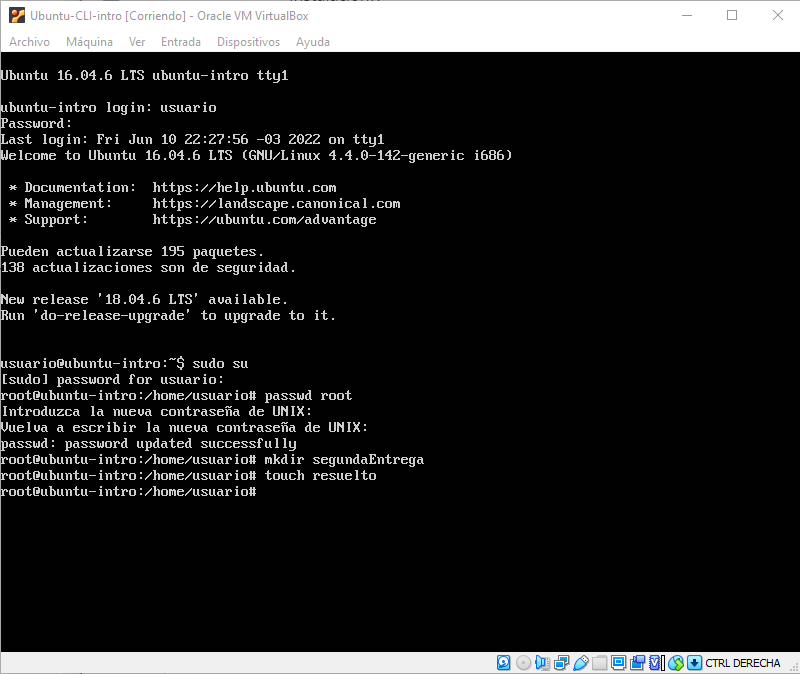 Ubuntu-CLI-intro [Corriendo] - Oracle VM VirtualBox
Archivo Máquina Ver Entrada Dispositivos Ayuda
Ubuntu 16.04.6 LTS ubuntu-intro tty1
ubuntu-intro login: usuario
Password:
Last login: Fri Jun 10 22:27:56 -03 2022 on tty1
Welcome to Ubuntu 16.04.6 LTS (GNU/Linux 4.4.0-142-generic i686)
* Documentation:  https://help.ubuntu.com
* Management:     https://landscape.canonical.com
* Support:        https://ubuntu.com/advantage
Pueden actualizarse 195 paquetes.
138 actualizaciones son de seguridad.
New release '18.04.6 LTS' available.
Run 'do-release-upgrade' to upgrade to it.
usuario@ubuntu-intro:~$ sudo su
[sudo] password for usuario:
root@ubuntu-intro:/home/usuario# passwd root
Introduzca la nueva contraseña de UNIX:
Vuelva a escribir la nueva contraseña de UNIX:
passwd: password updated successfully
root@ubuntu-intro:/home/usuario# mkdir segundaEntrega
root@ubuntu-intro:/home/usuario# touch resuelto
root@ubuntu-intro:/home/usuario#
CTRL DERECHA